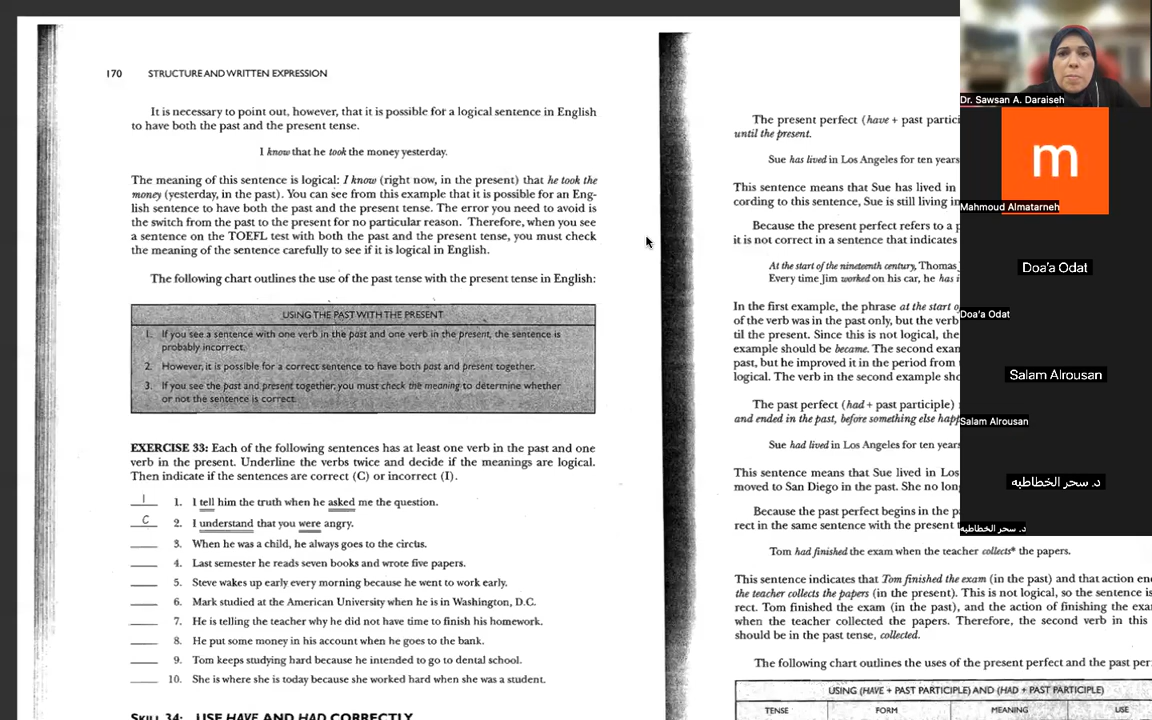 170 STRUCTURE AND WRITTEN EXPRESSION
It is necessary to point out, however, that it is possible for a logical sentence in English
to have both the past and the present tense.
I know that he took the money yesterday.
The meaning of this sentence is logical: I know (right now, in the present) that he took the
money (yesterday, in the past). You can see from this example that it is possible for an Eng-
lish sentence to have both the past and the present tense. The error you need to avoid is
the switch from the past to the present for no particular reason. Therefore, when you see
a sentence on the TOEFL test with both the past and the present tense, you must check
the meaning of the sentence carefully to see if it is logical in English.
The following chart outlines the use of the past tense with the present tense in English:
USING THE PAST WITH THE PRESENT
1. If you see a sentence with one verb in the past and one verb in the present, the sentence is
probably incorrect.
2. However, it is possible for a correct sentence to have both past and present together.
3. If you see the past and present together, you must check the meaning to determine whether
or not the sentence is correct.
EXERCISE 33: Each of the following sentences has at least one verb in the past and one
verb in the present. Underline the verbs twice and decide if the meanings are logical.
Then indicate if the sentences are correct (C) or incorrect (I).
I 1. I tell him the truth when he asked me the question.
C 2. I understand that you were angry.
3. When he was a child, he always goes to the circus.
4. Last semester he reads seven books and wrote five papers.
5. Steve wakes up early every morning because he went to work early.
6. Mark studied at the American University when he is in Washington, D.C.
7. He is telling the teacher why he did not have time to finish his homework.
8. He put some money in his account when he goes to the bank.
9. Tom keeps studying hard because he intended to go to dental school.
10. She is where she is today because she worked hard when she was a student.
SKILL 34: USE HAVE AND HAD CORRECTLY
The present perfect (have + past partici
until the present.
Sue has lived in Los Angeles for ten years
This sentence means that Sue has lived in
cording to this sentence, Sue is still living in
Because the present perfect refers to a p
it is not correct in a sentence that indicates
At the start of the nineteenth century, Thomas
Every time Jim worked on his car, he has i
In the first example, the phrase at the start o
of the verb was in the past only, but the verb
til the present. Since this is not logical, the
example should be became. The second exam
past, but he improved it in the period from
logical. The verb in the second example sho
The past perfect (had + past participle)
and ended in the past, before something else happ
Sue had lived in Los Angeles for ten years
This sentence means that Sue lived in Los
moved to San Diego in the past. She no lon
Because the past perfect begins in the p
rect in the same sentence with the present t
Tom had finished the exam when the teacher collects* the papers.
This sentence indicates that Tom finished the exam (in the past) and that action en
the teacher collects the papers (in the present). This is not logical, so the sentence is
rect. Tom finished the exam (in the past), and the action of finishing the exa
when the teacher collected the papers. Therefore, the second verb in this
should be in the past tense, collected.
The following chart outlines the uses of the present perfect and the past per
USING (HAVE + PAST PARTICIPLE) AND (HAD + PAST PARTICIPLE)
TENSE FORM MEANING USE
Dr. Sawsan A. Daraiseh
m
Mahmoud Almatarneh
Doa'a Odat
Doa'a Odat
Salam Alrousan
Salam Alrousan
د. سحر الخطاطبه
د. سحر الخطاطبه